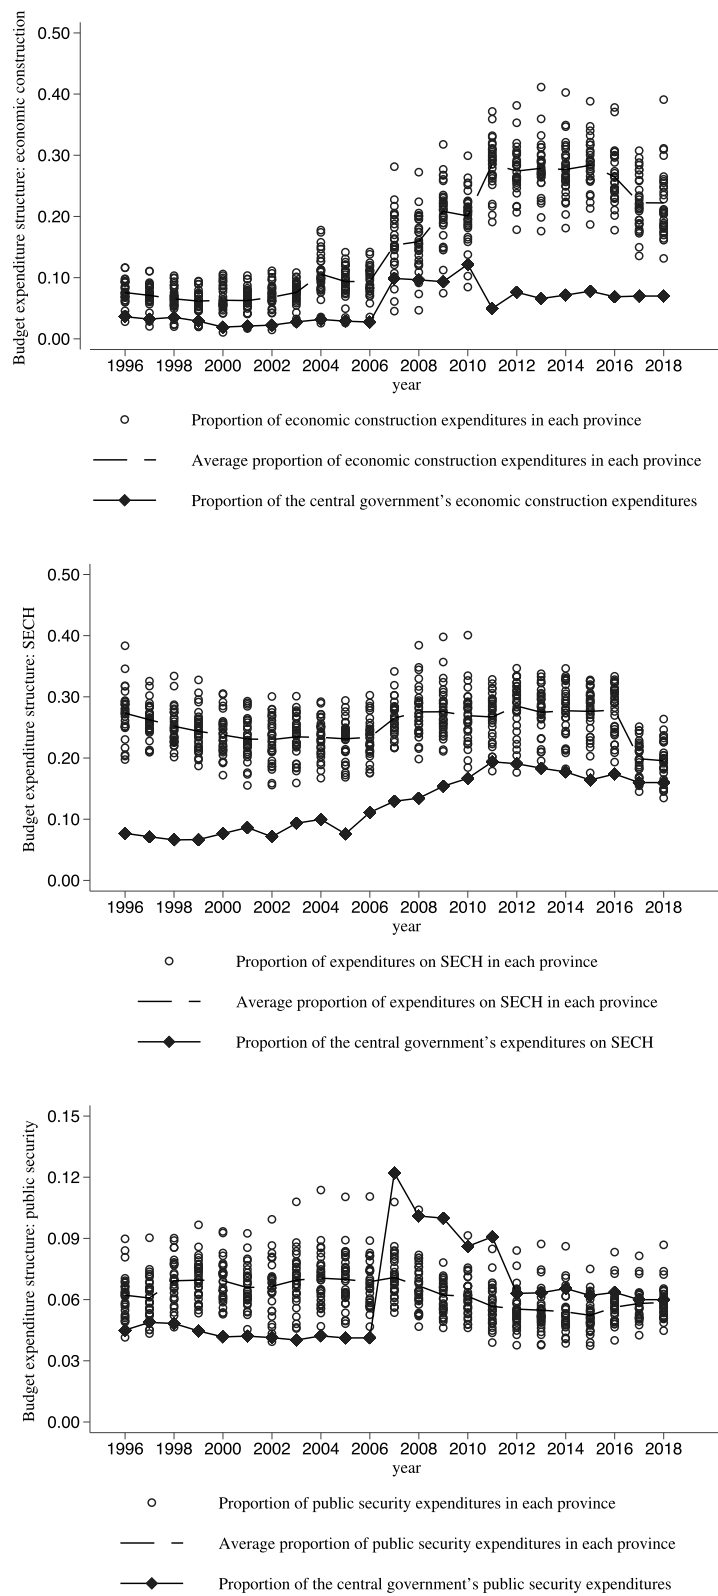 Budget expenditure structure: economic construction
0.50
0.40
0.30
0.20
0.10
0.00
1996 1998 2000 2002 2004 2006 2008 2010 2012 2014 2016 2018
year
Proportion of economic construction expenditures in each province
Average proportion of economic construction expenditures in each province
Proportion of the central government's economic construction expenditures
Budget expenditure structure: SECH
0.50
0.40
0.30
0.20
0.10
0.00
1996 1998 2000 2002 2004 2006 2008 2010 2012 2014 2016 2018
year
Proportion of expenditures on SECH in each province
Average proportion of expenditures on SECH in each province
Proportion of the central government's expenditures on SECH
Budget expenditure structure: public security
0.15
0.12
0.09
0.06
0.03
0.00
1996 1998 2000 2002 2004 2006 2008 2010 2012 2014 2016 2018
year
Proportion of public security expenditures in each province
Average proportion of public security expenditures in each province
Proportion of the central government's public security expenditures